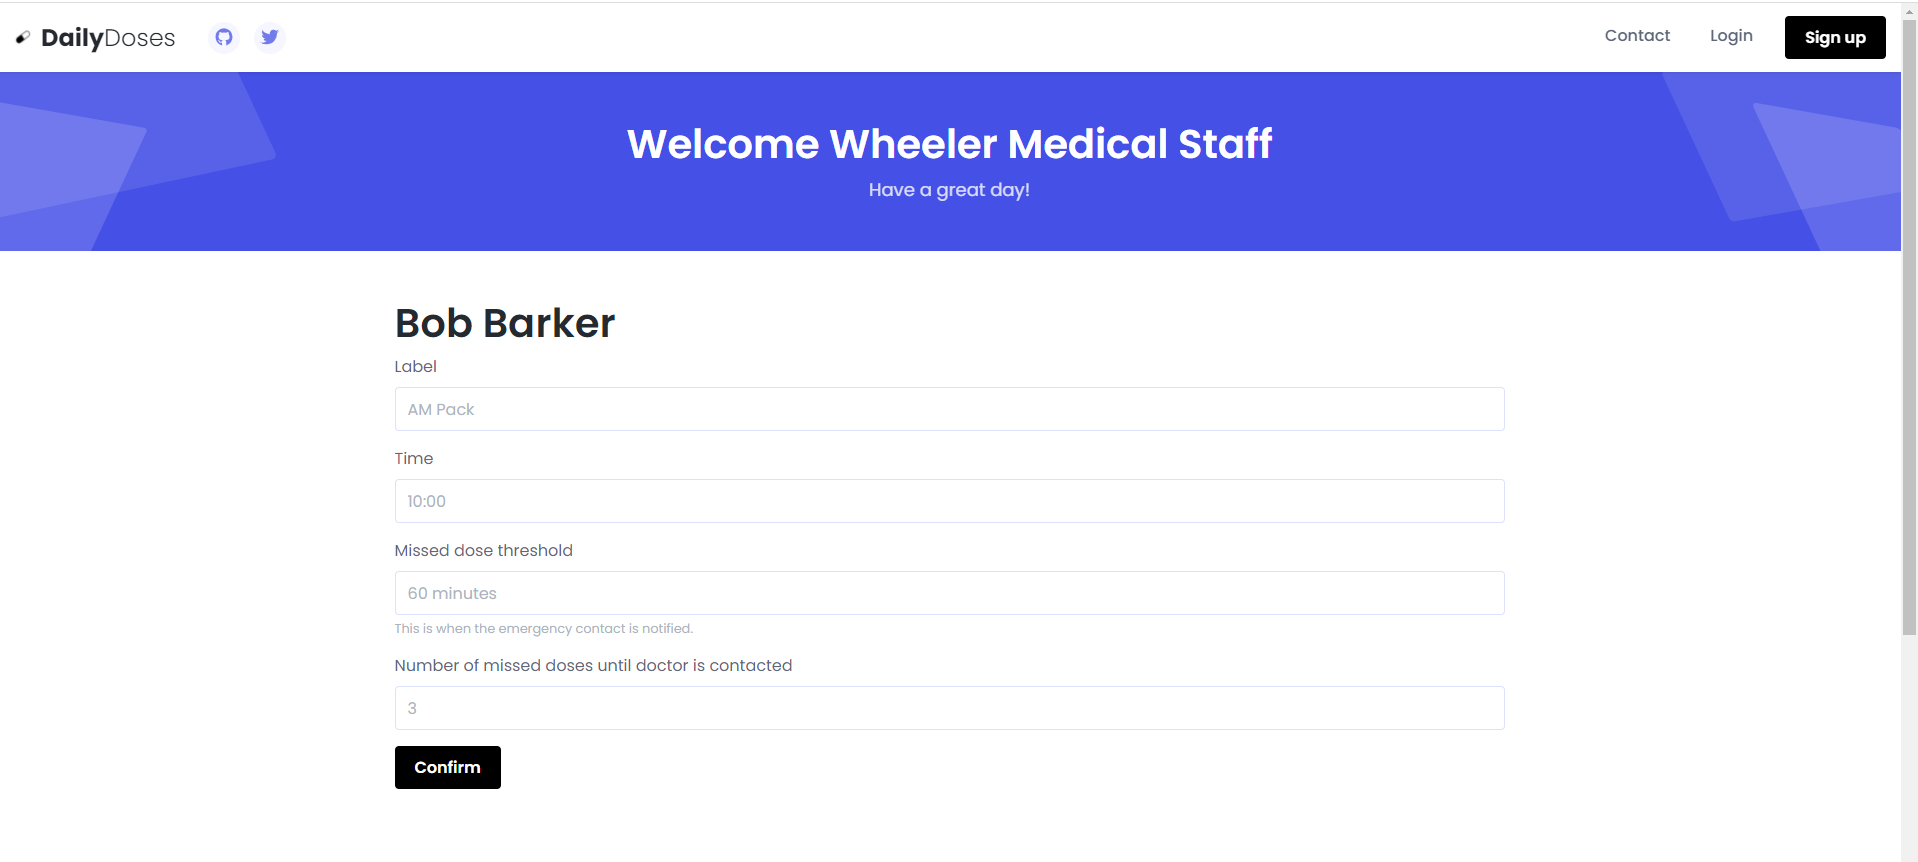 DailyDoses
Contact
Login
Sign up
Welcome Wheeler Medical Staff
Have a great day!
Bob Barker
Label
AM Pack
Time
10:00
Missed dose threshold
60 minutes
This is when the emergency contact is notified.
Number of missed doses until doctor is contacted
3
Confirm